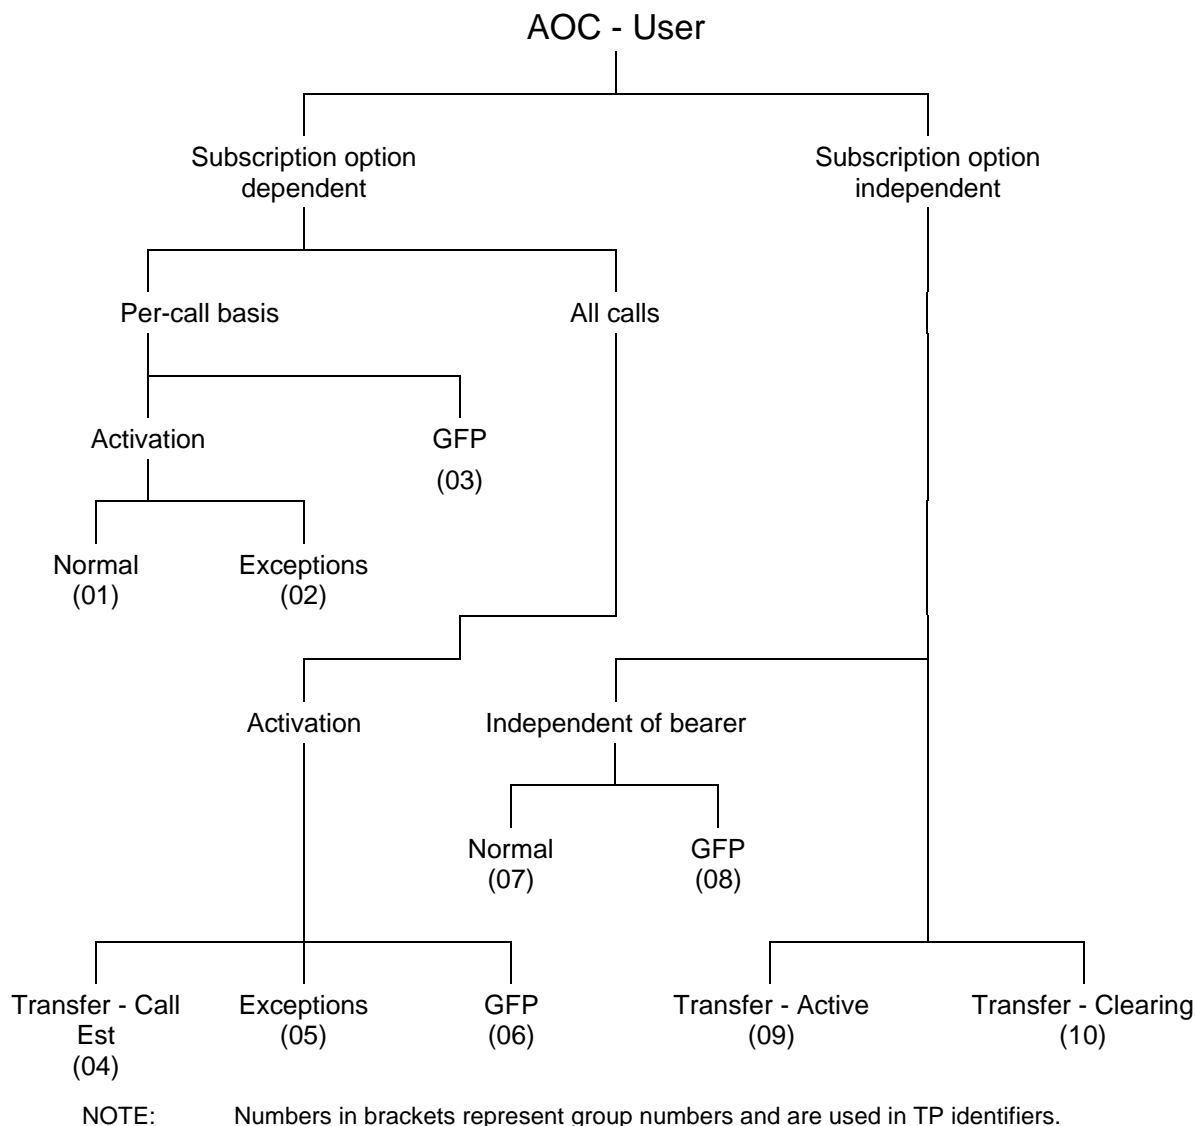 AOC - User
Subscription option
dependent
Subscription option
independent
Per-call basis
All calls
Activation
GFP
(03)
Normal
(01)
Exceptions
(02)
Activation
Independent of bearer
Normal
(07)
GFP
(08)
Transfer - Call
Est
(04)
Exceptions
(05)
GFP
(06)
Transfer - Active
(09)
Transfer - Clearing
(10)
NOTE: Numbers in brackets represent group numbers and are used in TP identifiers.